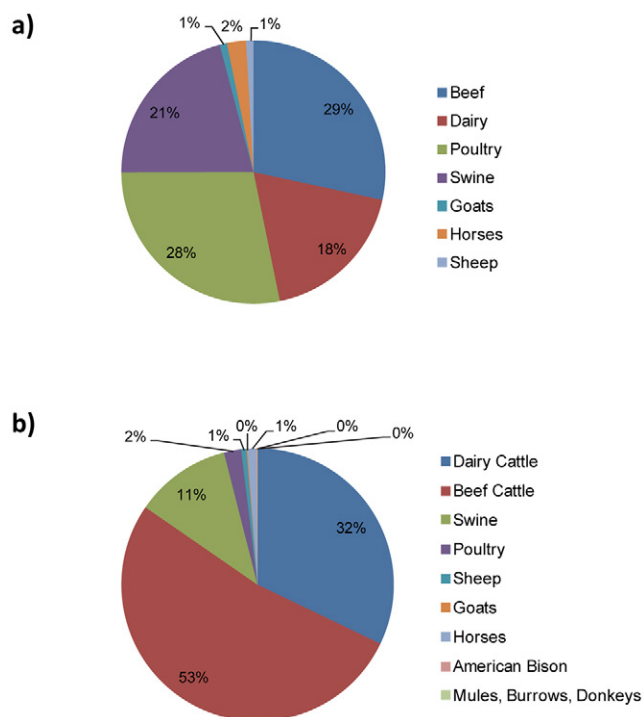 a)
1%
2%
1%
29%
21%
28%
18%
Beef
Dairy
Poultry
Swine
Goats
Horses
Sheep
b)
2%
1%
0%
1%
0%
0%
11%
32%
53%
Dairy Cattle
Beef Cattle
Swine
Poultry
Sheep
Goats
Horses
American Bison
Mules, Burrows, Donkeys